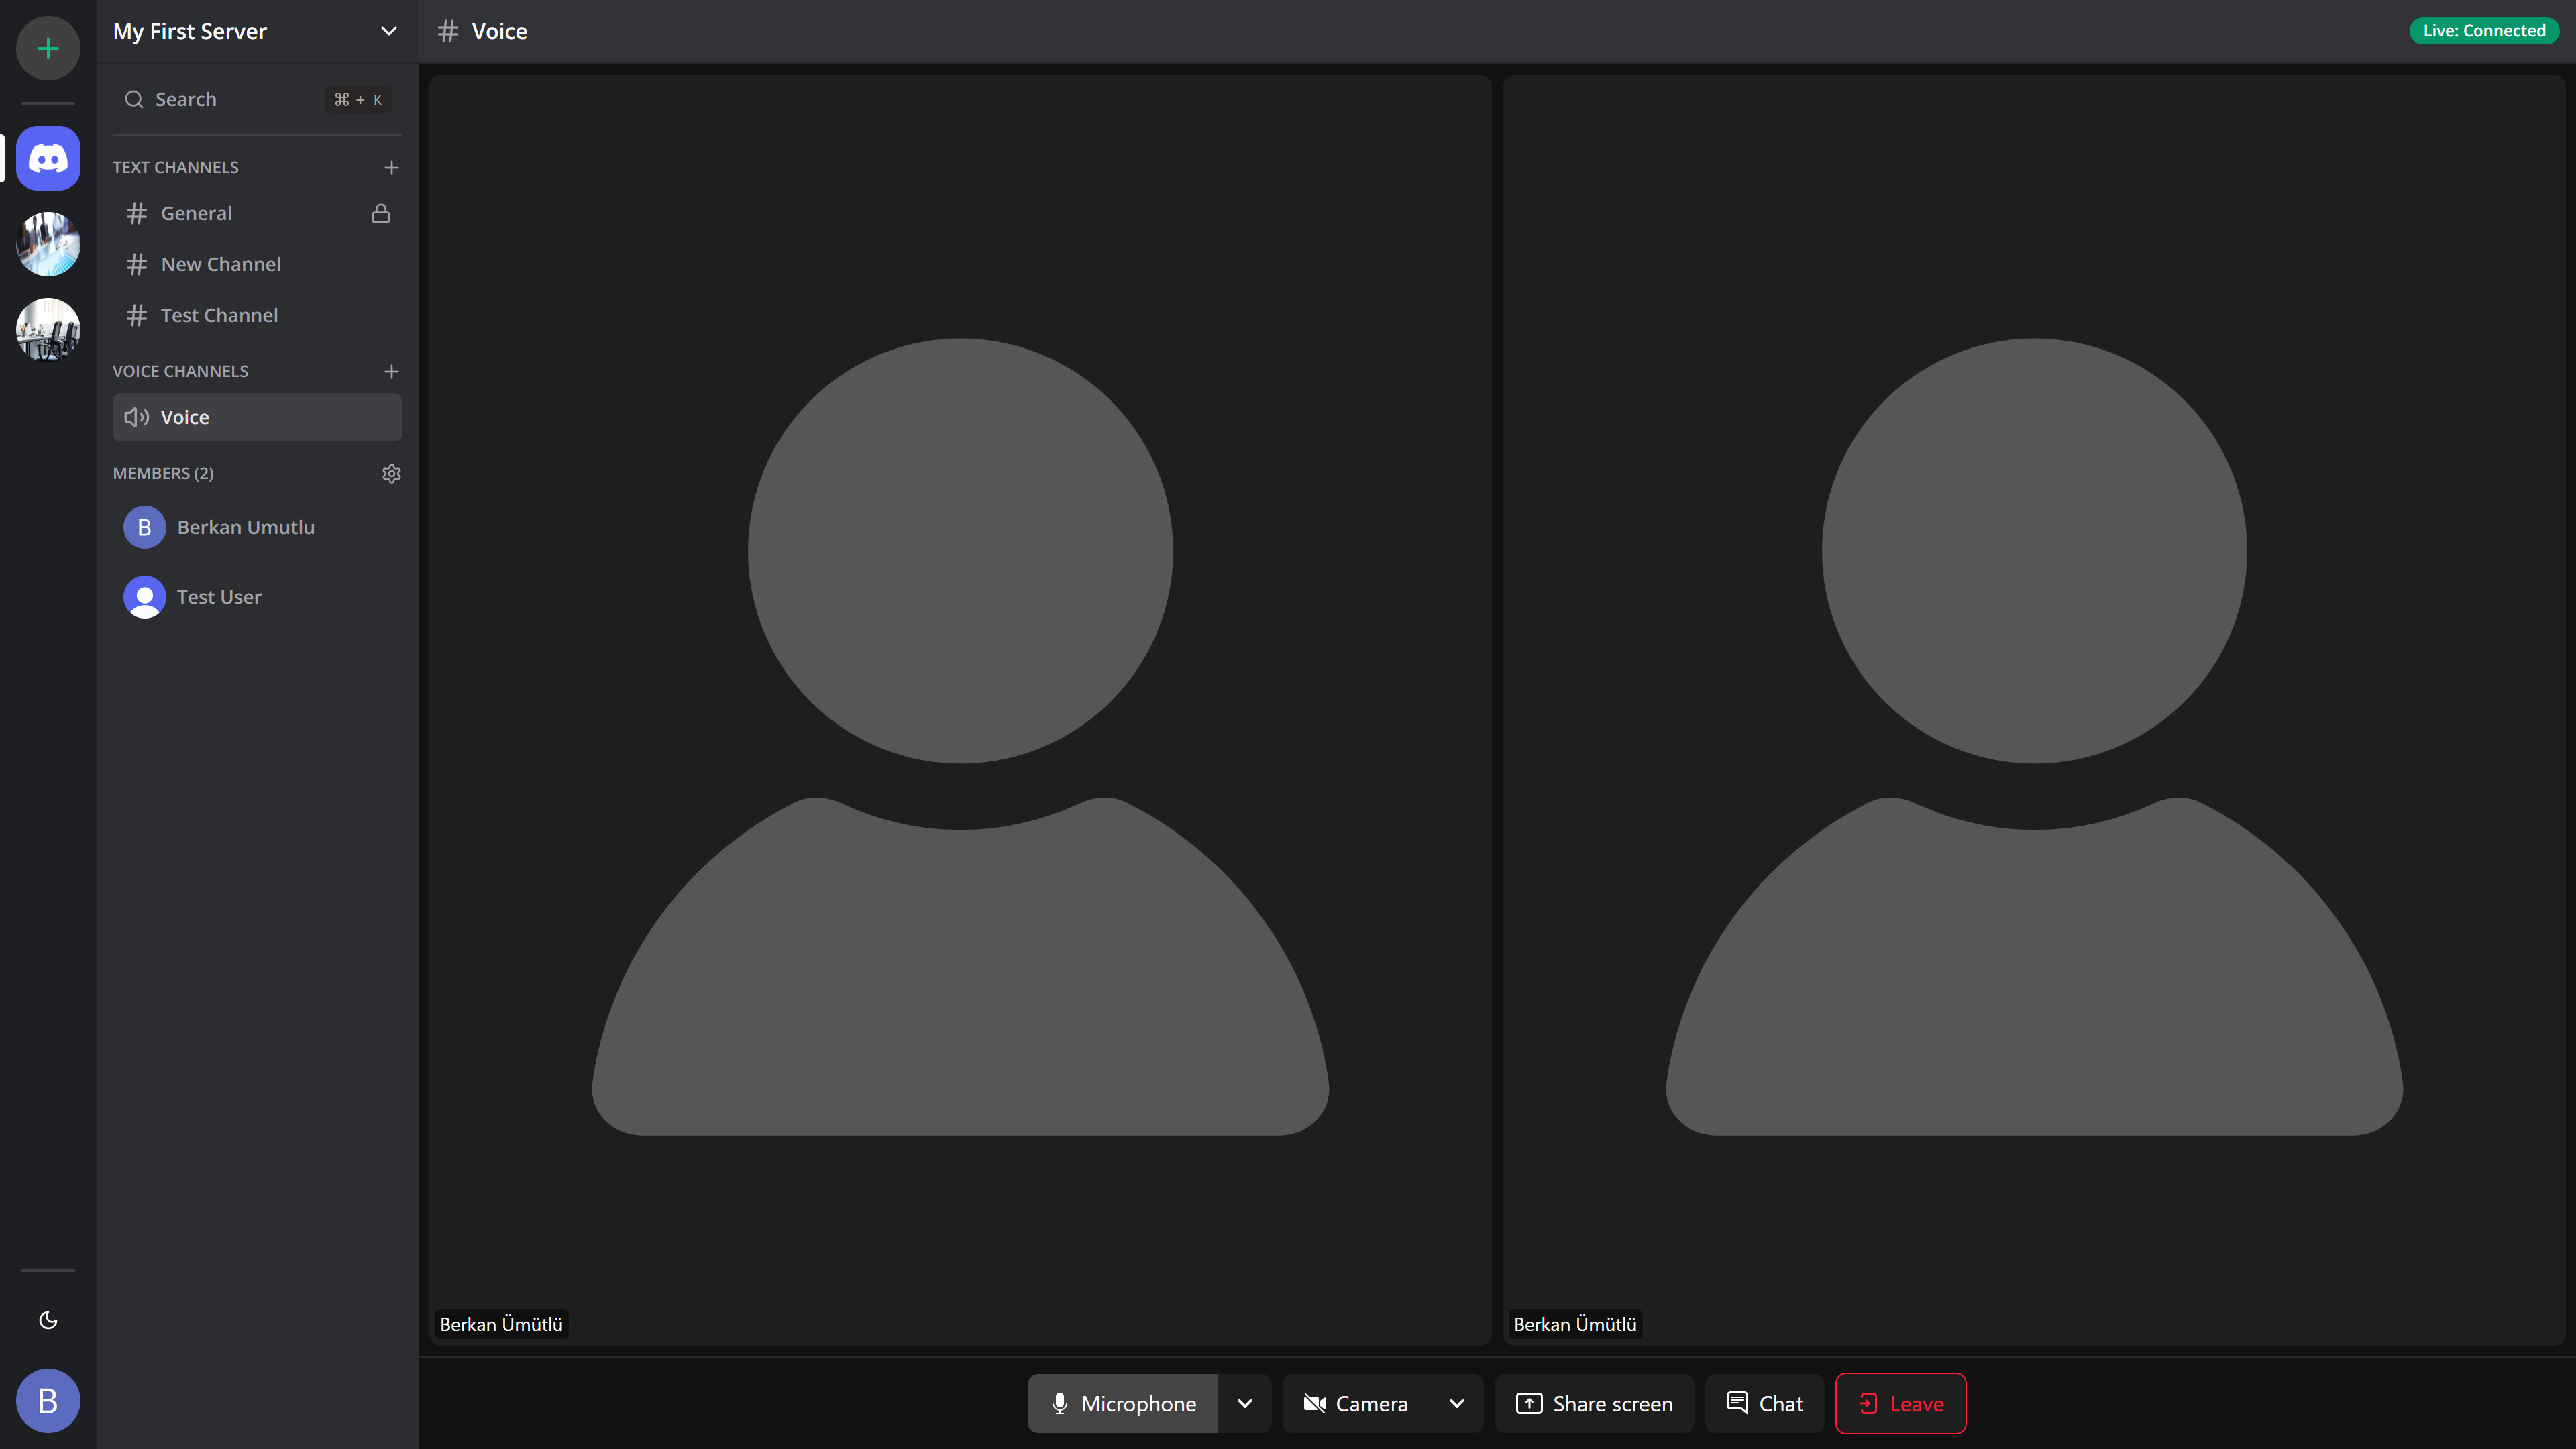 My First Server
# Voice
Live: Connected
Search
⌘ + K
TEXT CHANNELS
General
New Channel
Test Channel
VOICE CHANNELS
Voice
MEMBERS (2)
B Berkan Umutlu
Test User
B
Berkan Ümütlü
Berkan Ümütlü
Microphone
Camera
Share screen
Chat
Leave